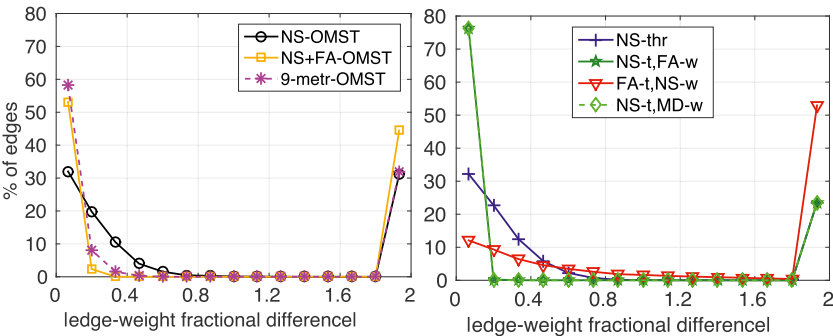 80
70
60
50
40
30
20
10
0
% of edges
NS-OMST
NS+FA-OMST
9-metr-OMST
0 0.4 0.8 1.2 1.6 2
ledge-weight fractional differencel
80
70
60
50
40
30
20
10
0
NS-thr
NS-t,FA-w
FA-t,NS-w
NS-t,MD-w
0 0.4 0.8 1.2 1.6 2
ledge-weight fractional differencel